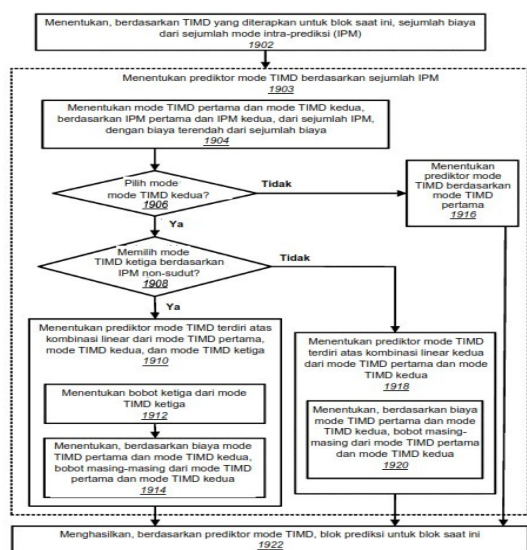 Menentukan, berdasarkan TIMD yang diterapkan untuk blok saat ini, sejumlah biaya
dari sejumlah mode intra-prediksi (IPM)
1902
Menentukan prediktor mode TIMD berdasarkan sejumlah IPM
1903
Menentukan mode TIMD pertama dan mode TIMD kedua,
berdasarkan IPM pertama dan IPM kedua, dari sejumlah IPM,
dengan biaya terendah dari sejumlah biaya
1904
Pilih mode
mode TIMD kedua?
1906
Tidak
Ya
Menentukan
prediktor mode
TIMD berdasarkan
mode TIMD
pertama
1916
Memilih mode
TIMD ketiga berdasarkan
IPM non-sudut?
1908
Tidak
Ya
Menentukan prediktor mode TIMD terdiri atas
kombinasi linear dari mode TIMD pertama,
mode TIMD kedua, dan mode TIMD ketiga
1910
Menentukan bobot ketiga dari mode
TIMD ketiga
1912
Menentukan, berdasarkan biaya mode
TIMD pertama dan mode TIMD kedua,
bobot masing-masing dari mode TIMD
pertama dan mode TIMD kedua
1914
Menentukan prediktor mode TIMD
terdiri atas kombinasi linear kedua
dari mode TIMD pertama dan mode
TIMD kedua
1918
Menentukan, berdasarkan biaya
mode TIMD pertama dan mode
TIMD kedua, bobot masing-
masing dari mode TIMD pertama
dan mode TIMD kedua
1920
Menghasilkan, berdasarkan prediktor mode TIMD, blok prediksi untuk blok saat ini
1922